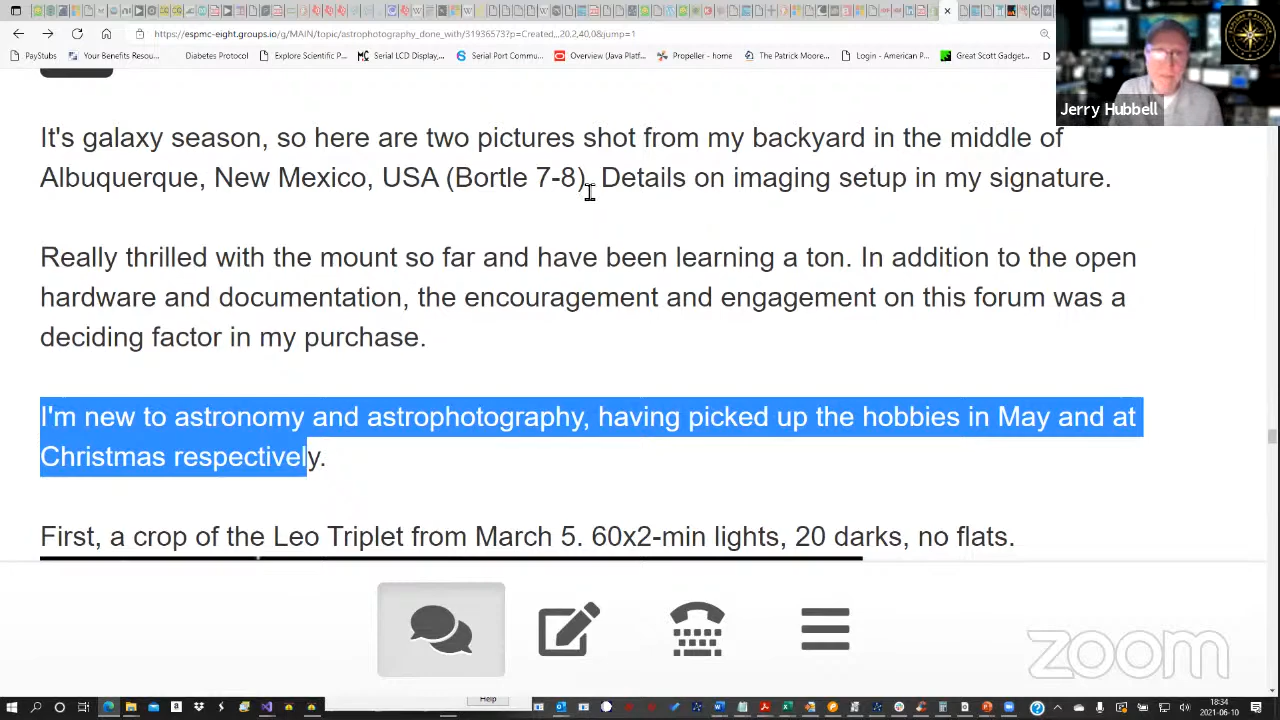 https://espmc-eight.groups.io/g/MAIN/topic/astrophotography_done_with/31936573?p=Created,,,20,2,40,0&jump=1
PayStubs
Your Benefits Resour...
Diabetes Protocol
Explore Scientific P...
Serial LCD Display,...
Serial Port Commu...
Overview (Java Platf...
Propeller - home
The Patrick Moor...
Login - American P...
Great Scott Gadget...
D
Jerry Hubbell
It's galaxy season, so here are two pictures shot from my backyard in the middle of
Albuquerque, New Mexico, USA (Bortle 7-8). Details on imaging setup in my signature.
Really thrilled with the mount so far and have been learning a ton. In addition to the open
hardware and documentation, the encouragement and engagement on this forum was a
deciding factor in my purchase.
I'm new to astronomy and astrophotography, having picked up the hobbies in May and at
Christmas respectively.
First, a crop of the Leo Triplet from March 5. 60x2-min lights, 20 darks, no flats.
zoom
Help
18:34
2021-06-10